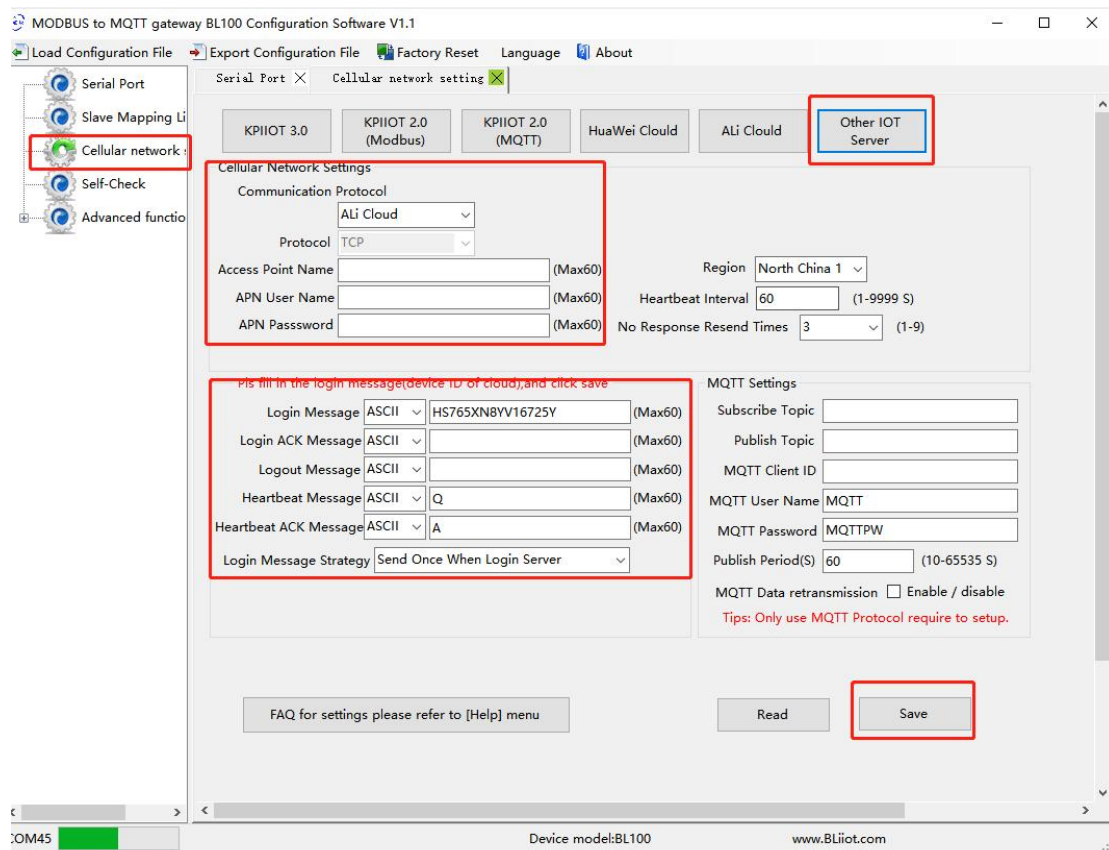 MODBUS to MQTT gateway BL100 Configuration Software V1.1
Load Configuration File Export Configuration File Factory Reset Language About
Serial Port Cellular network setting
Serial Port
Slave Mapping Li
Cellular network s
Self-Check
Advanced functio
KPIIOT 3.0
KPIIOT 2.0
(Modbus)
KPIIOT 2.0
(MQTT)
HuaWei Clould
ALi Clould
Other IOT
Server
Cellular Network Settings
Communication Protocol
ALi Cloud
Protocol TCP
Access Point Name (Max60)
APN User Name (Max60)
APN Passsword (Max60)
Region North China 1
Heartbeat Interval 60 (1-9999 S)
No Response Resend Times 3 (1-9)
Pls fill in the login message(device ID of cloud),and click save
Login Message ASCII HS765XN8YV16725Y (Max60)
Login ACK Message ASCII (Max60)
Logout Message ASCII (Max60)
Heartbeat Message ASCII Q (Max60)
Heartbeat ACK Message ASCII A (Max60)
Login Message Strategy Send Once When Login Server
MQTT Settings
Subscribe Topic
Publish Topic
MQTT Client ID
MQTT User Name MQTT
MQTT Password MQTTPW
Publish Period(S) 60 (10-65535 S)
MQTT Data retransmission Enable / disable
Tips: Only use MQTT Protocol require to setup.
FAQ for settings please refer to [Help] menu
Read
Save
COM45 Device model:BL100 www.BLiiot.com